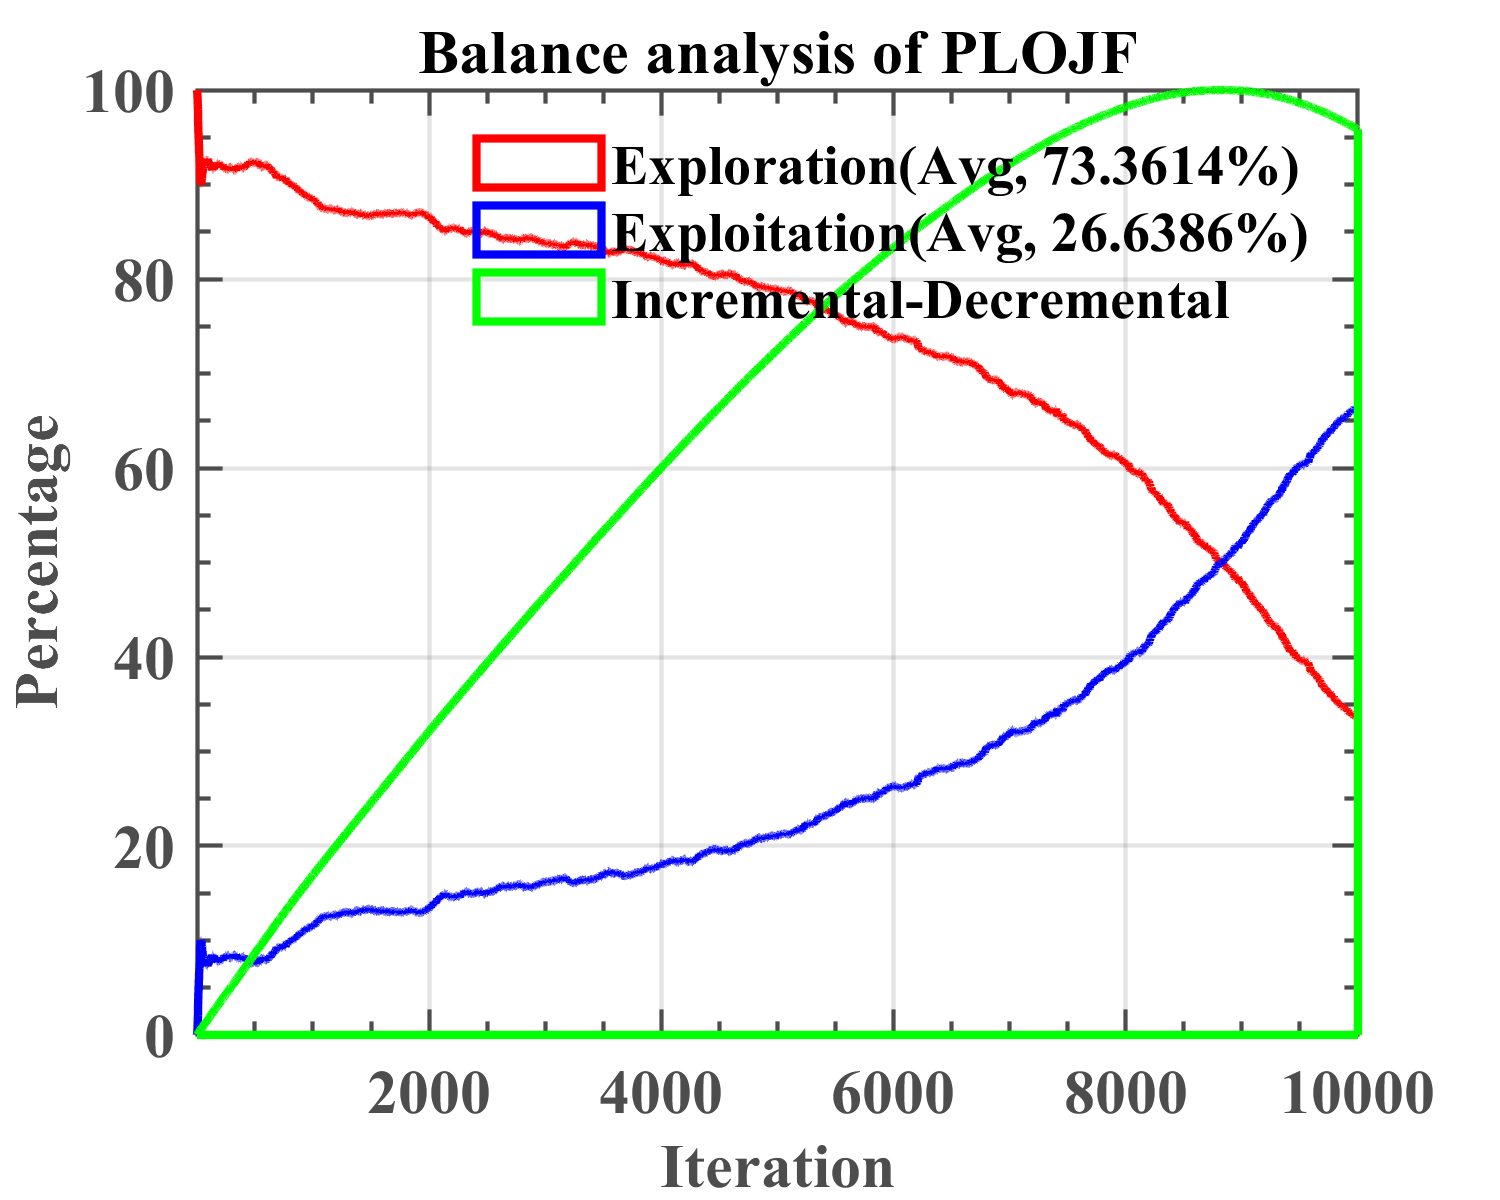 Balance analysis of PLOJF
100
80
60
40
20
0
Percentage
Exploration(Avg, 73.3614%)
Exploitation(Avg, 26.6386%)
Incremental-Decremental
2000 4000 6000 8000 10000
Iteration